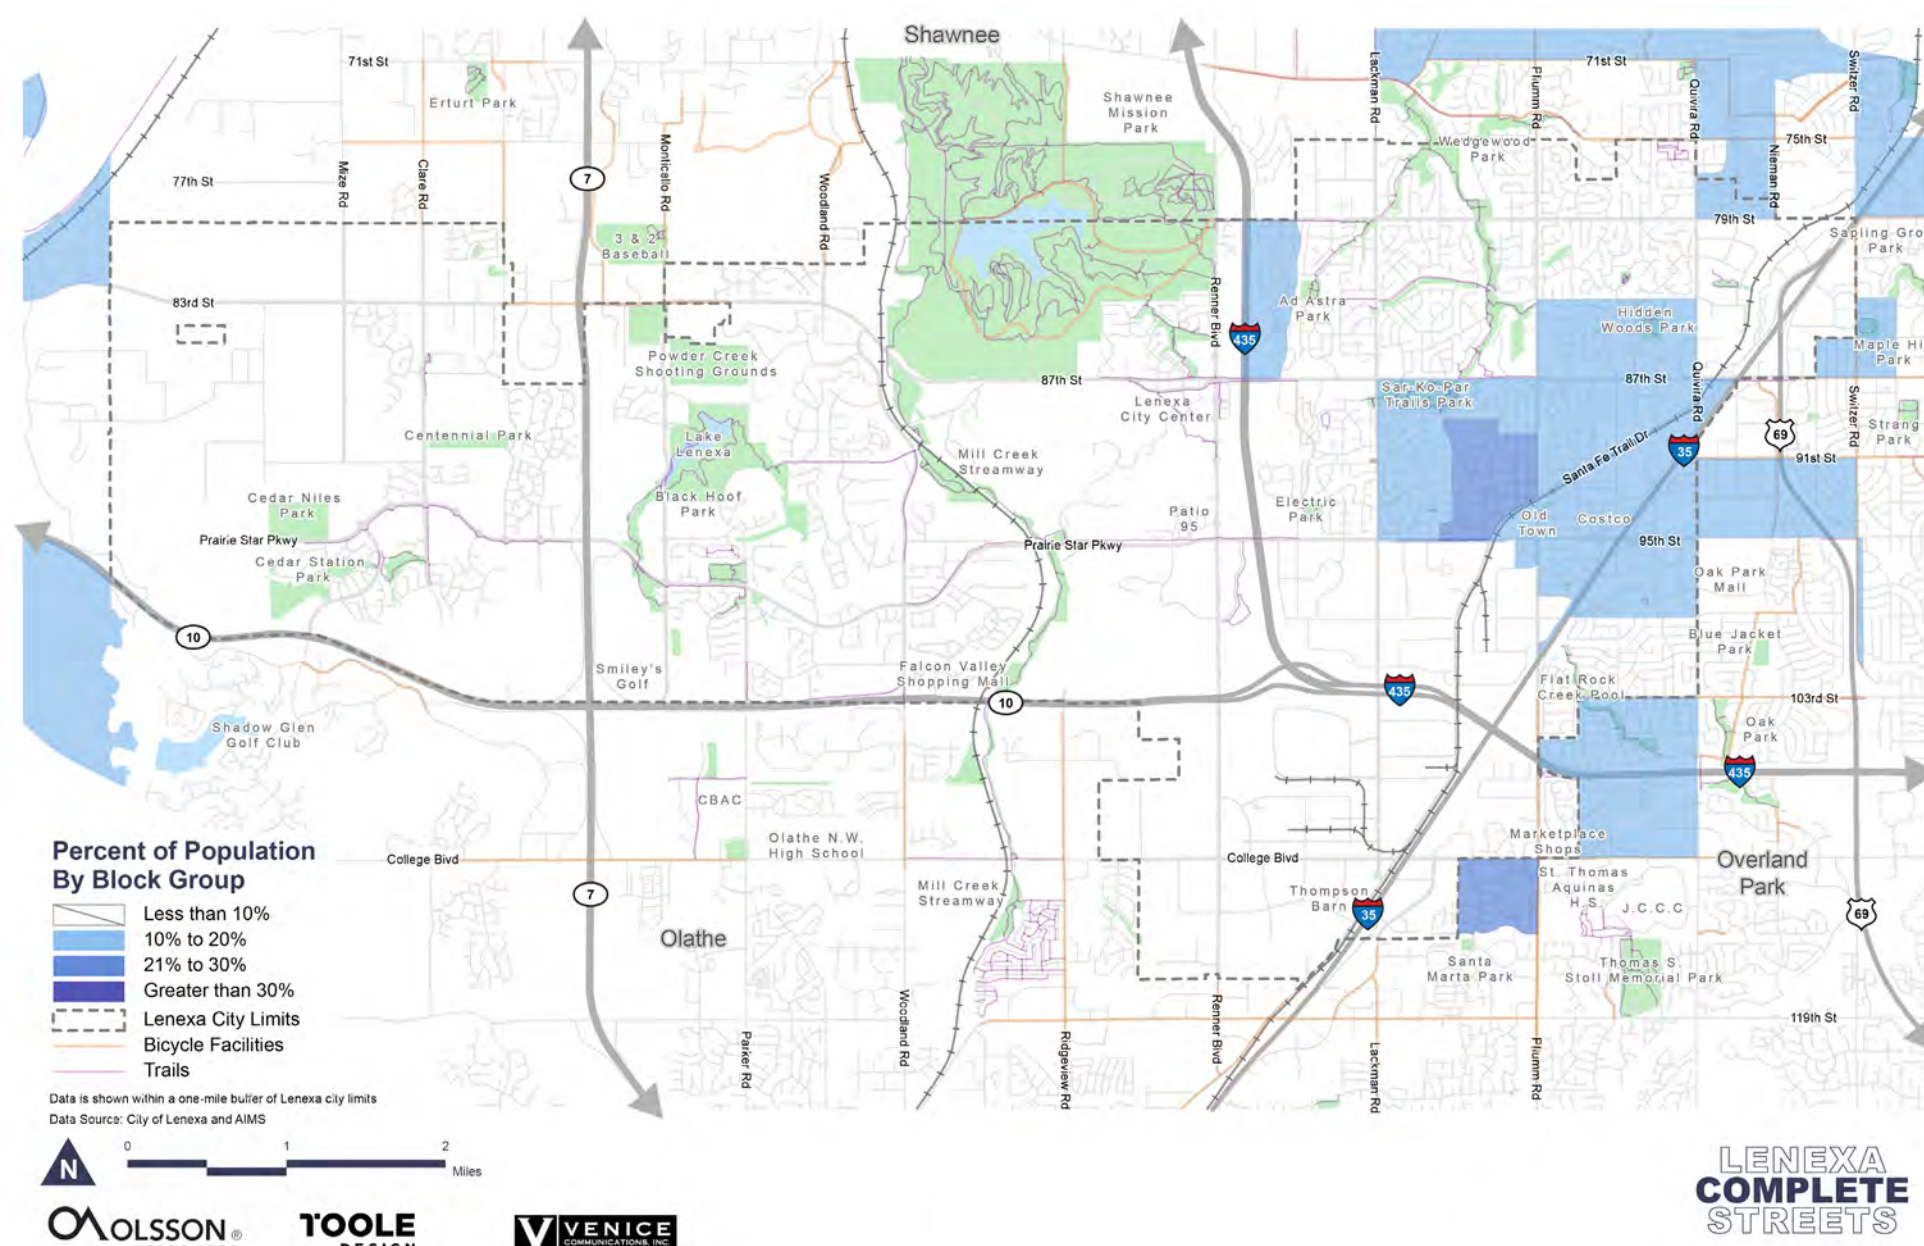 Shawnee
71st St
71st St
Erfurt Park
Shawnee
Mission
Park
Lackman Rd
Pflumm Rd
Quivira Rd
Switzer Rd
Wedgewood
Park
75th St
Nieman Rd
77th St
Mize Rd
Clare Rd
7
Monticello Rd
Woodland Rd
79th St
3 & 2
Baseball
Sapling Gro
Park
83rd St
Renner Blvd
Ad Astra
Park
435
Hidden
Woods Park
Powder Creek
Shooting Grounds
Maple Hi
Park
87th St
87th St
Quivira Rd
Switzer Rd
Sar-Ko-Par
Trails Park
Lenexa
City Center
Centennial Park
Lake
Lenexa
Mill Creek
Streamway
Santa Fe Trail Dr
35
69
Strang
Park
91st St
Cedar Niles
Park
Black Hoof
Park
Patio
95
Electric
Park
Old
Town
Costco
Prairie Star Pkwy
Prairie Star Pkwy
95th St
Cedar Station
Park
Oak Park
Mall
10
Blue Jacket
Park
Smiley's
Golf
Falcon Valley
Shopping Mall
10
435
Flat Rock
Creek Pool
103rd St
Shadow Glen
Golf Club
Oak
Park
435
CBAC
Olathe N.W.
High School
Marketplace
Shops
College Blvd
College Blvd
Overland
Park
7
Mill Creek
Streamway
Thompson
Barn
35
St. Thomas
Aquinas
H.S.
J.C.C.C
69
Olathe
Santa
Marta Park
Thomas S.
Stoll Memorial Park
119th St
Parker Rd
Woodland Rd
Ridgeview Rd
Renner Blvd
Lackman Rd
Pflumm Rd
Percent of Population
By Block Group
Less than 10%
10% to 20%
21% to 30%
Greater than 30%
Lenexa City Limits
Bicycle Facilities
Trails
Data is shown within a one-mile buffer of Lenexa city limits
Data Source: City of Lenexa and AIMS
N
0 1 2
Miles
OLSSON®
TOOLE
DESIGN
V VENICE
COMMUNICATIONS, INC.
LENEXA
COMPLETE
STREETS